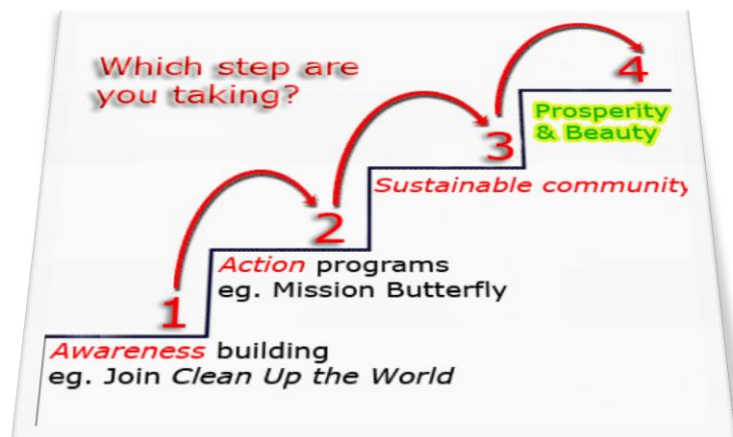 Which step are
you taking?
4
Prosperity
& Beauty
3
Sustainable community
2
Action programs
eg. Mission Butterfly
1
Awareness building
eg. Join Clean Up the World